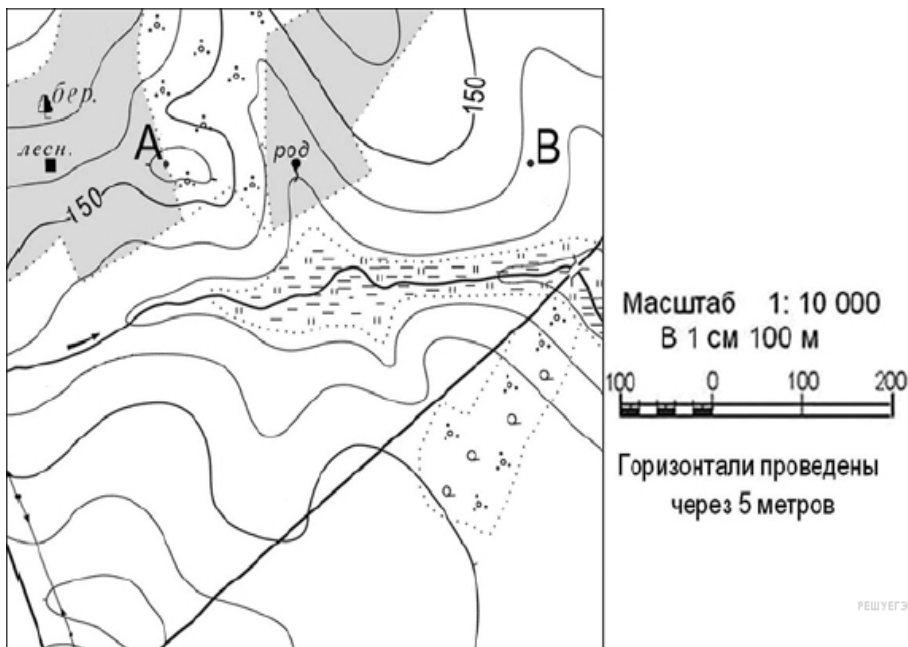 бер.
лесн.
А
род
150
В
150
Масштаб 1: 10 000
В 1 см 100 м
100 0 100 200
Горизонтали проведены
через 5 метров
РЕШУЕГЭ